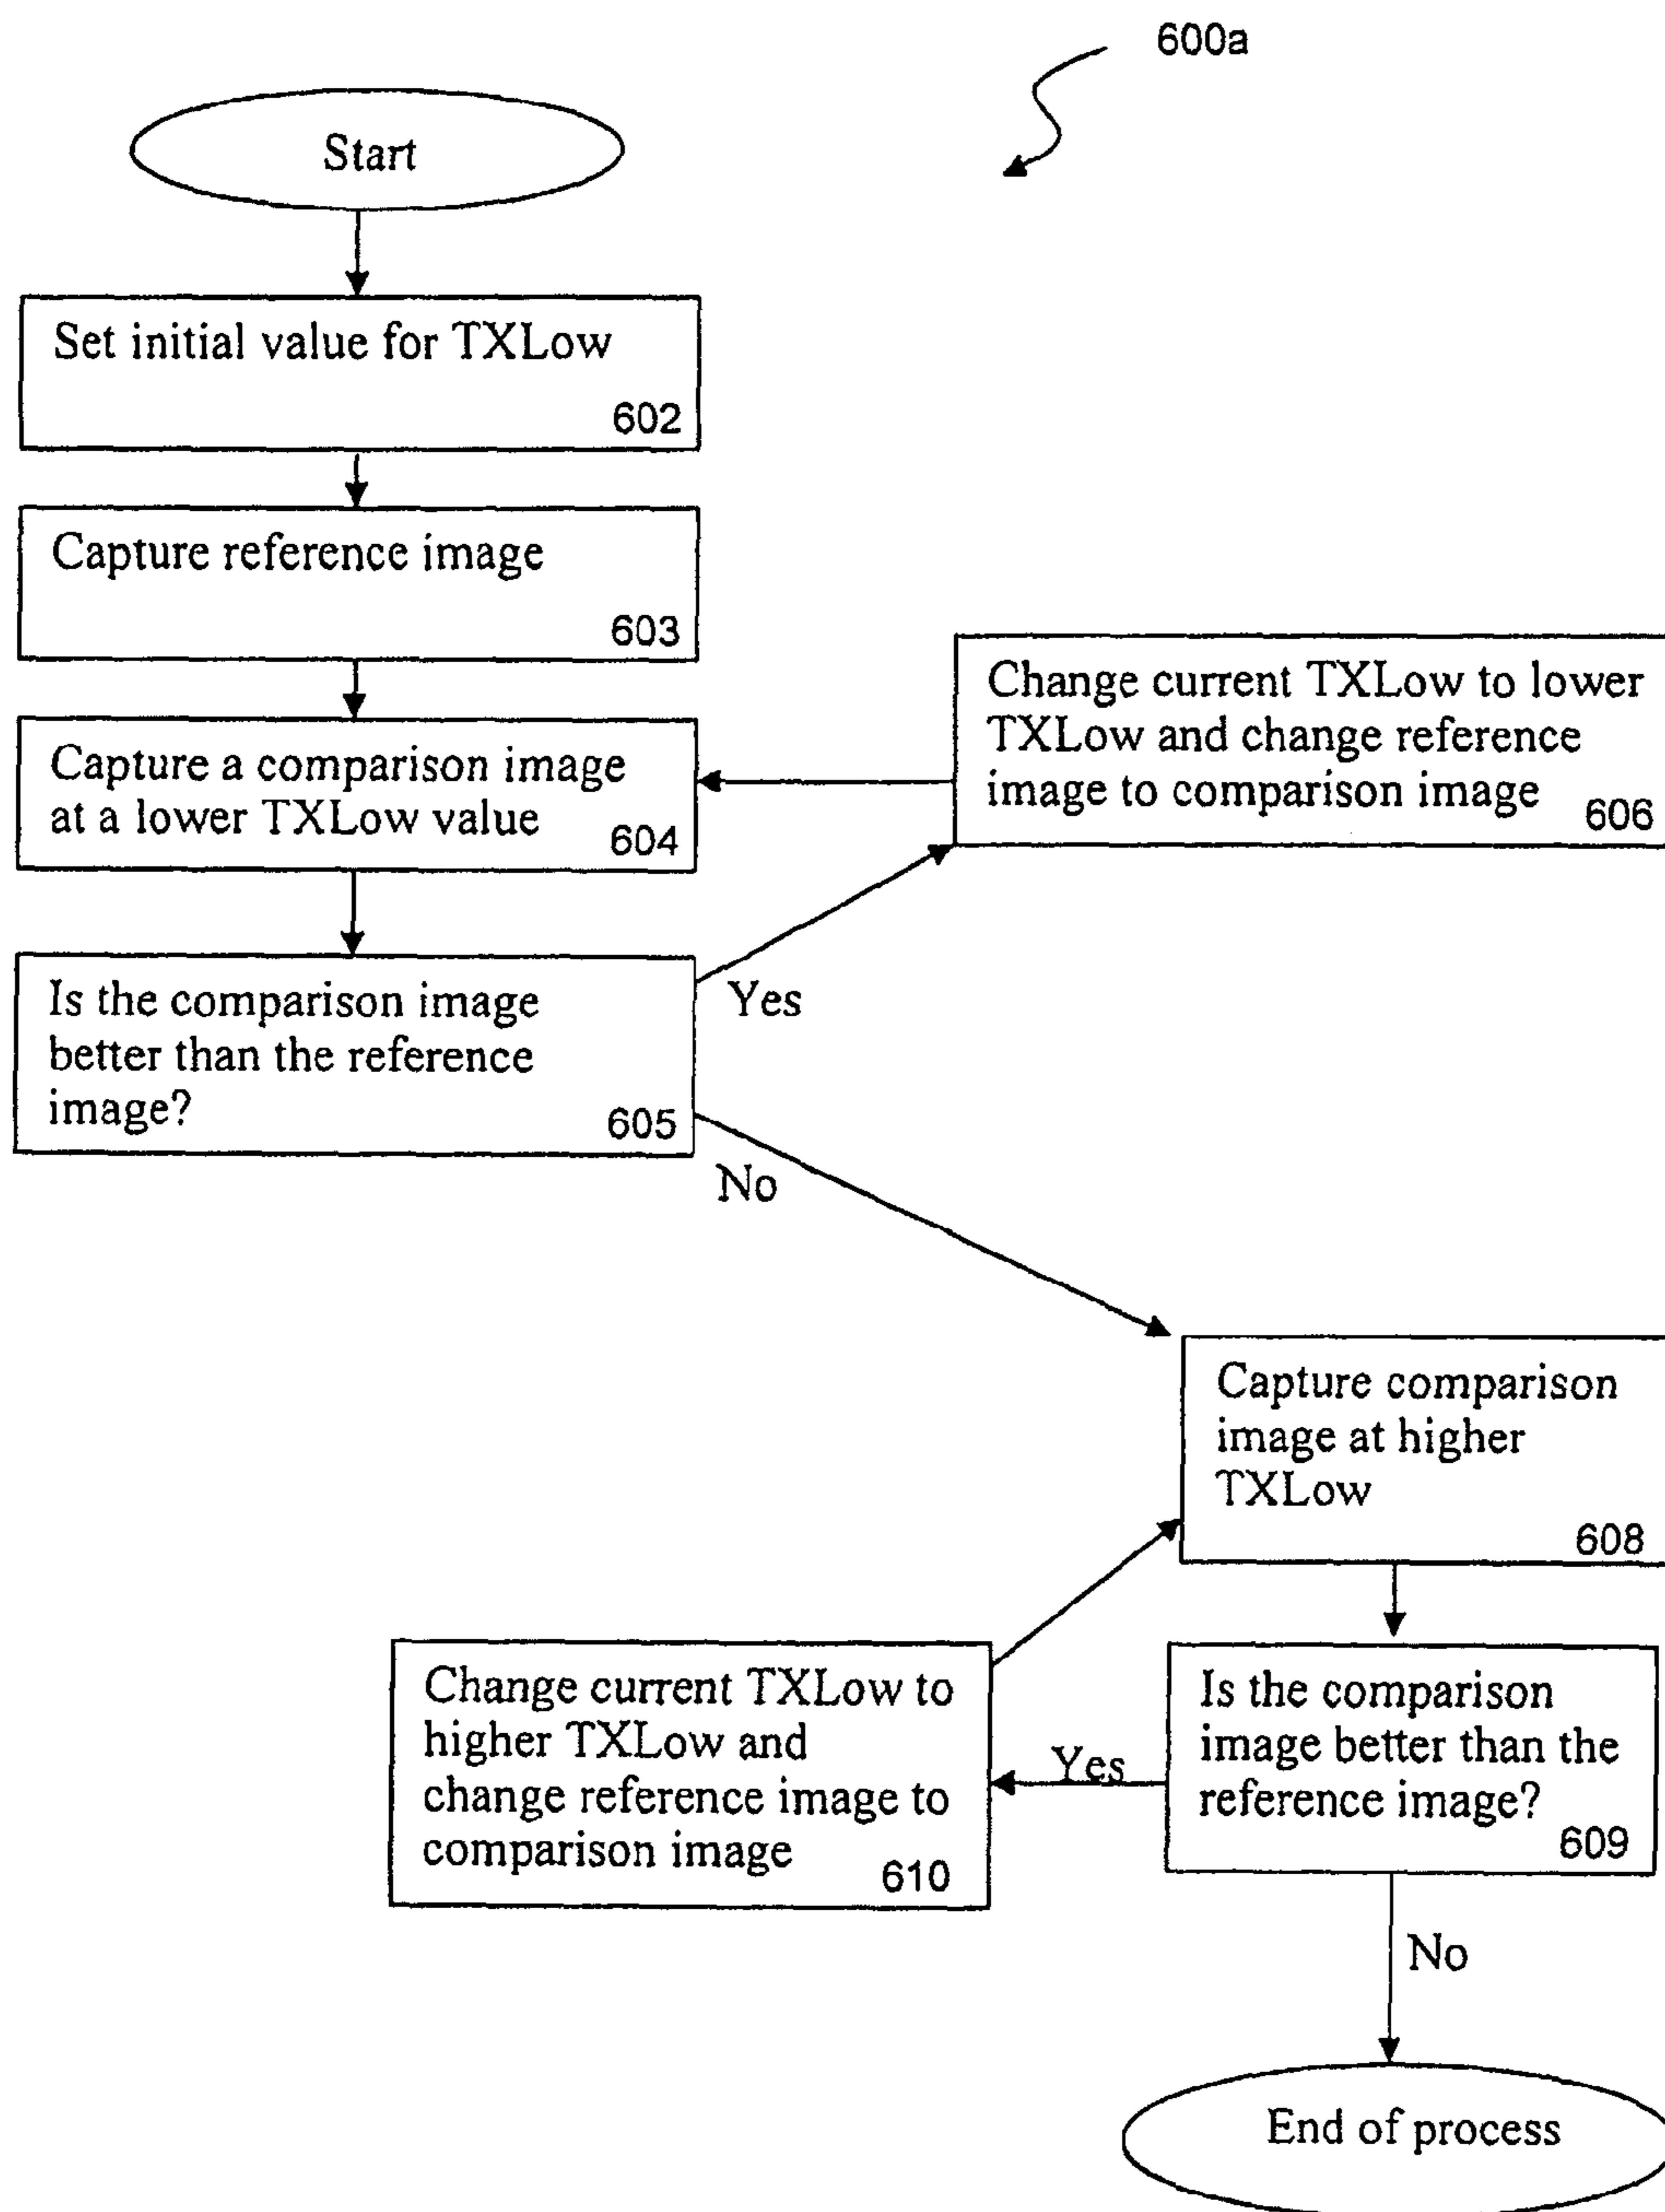 600a
Start
Set initial value for TXLow
602
Capture reference image
603
Change current TXLow to lower
TXLow and change reference
image to comparison image
606
Capture a comparison image
at a lower TXLow value
604
Is the comparison image
better than the reference
image?
605
Yes
No
Capture comparison
image at higher
TXLow
608
Change current TXLow to
higher TXLow and
change reference image to
comparison image
610
Yes
Is the comparison
image better than the
reference image?
609
No
End of process